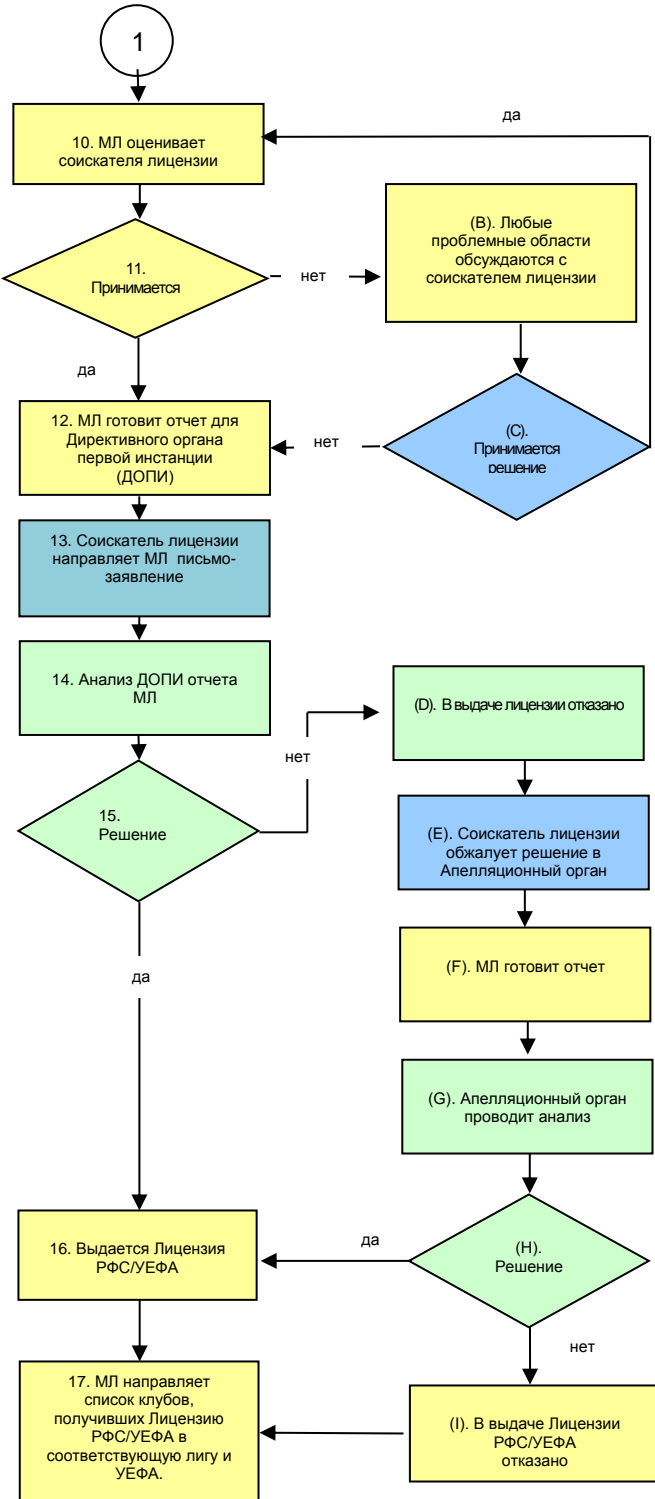 1
10. МЛ оценивает
соискателя лицензии
да
11.
Принимается
нет
(B). Любые
проблемные области
обсуждаются с
соискателем лицензии
да
12. МЛ готовит отчет для
Директивного органа
первой инстанции
(ДОПИ)
нет
(C).
Принимается
решение
13. Соискатель лицензии
направляет МЛ письмо-
заявление
14. Анализ ДОПИ отчета
МЛ
(D). В выдаче лицензии отказано
нет
15.
Решение
(E). Соискатель лицензии
обжалует решение в
Апелляционный орган
да
(F). МЛ готовит отчет
(G). Апелляционный орган
проводит анализ
16. Выдается Лицензия
РФС/УЕФА
да
(H).
Решение
нет
17. МЛ направляет
список клубов,
получивших Лицензию
РФС/УЕФА в
соответствующую лигу и
УЕФА.
(I). В выдаче Лицензии
РФС/УЕФА
отказано